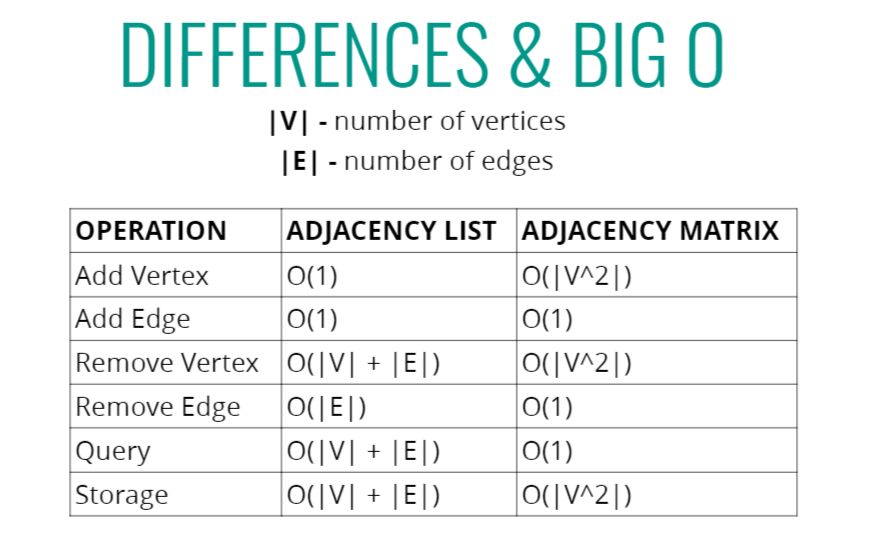 DIFFERENCES & BIG O
|V| - number of vertices
|E| - number of edges
OPERATION ADJACENCY LIST ADJACENCY MATRIX
Add Vertex O(1) O(|V^2|)
Add Edge O(1) O(1)
Remove Vertex O(|V| + |E|) O(|V^2|)
Remove Edge O(|E|) O(1)
Query O(|V| + |E|) O(1)
Storage O(|V| + |E|) O(|V^2|)